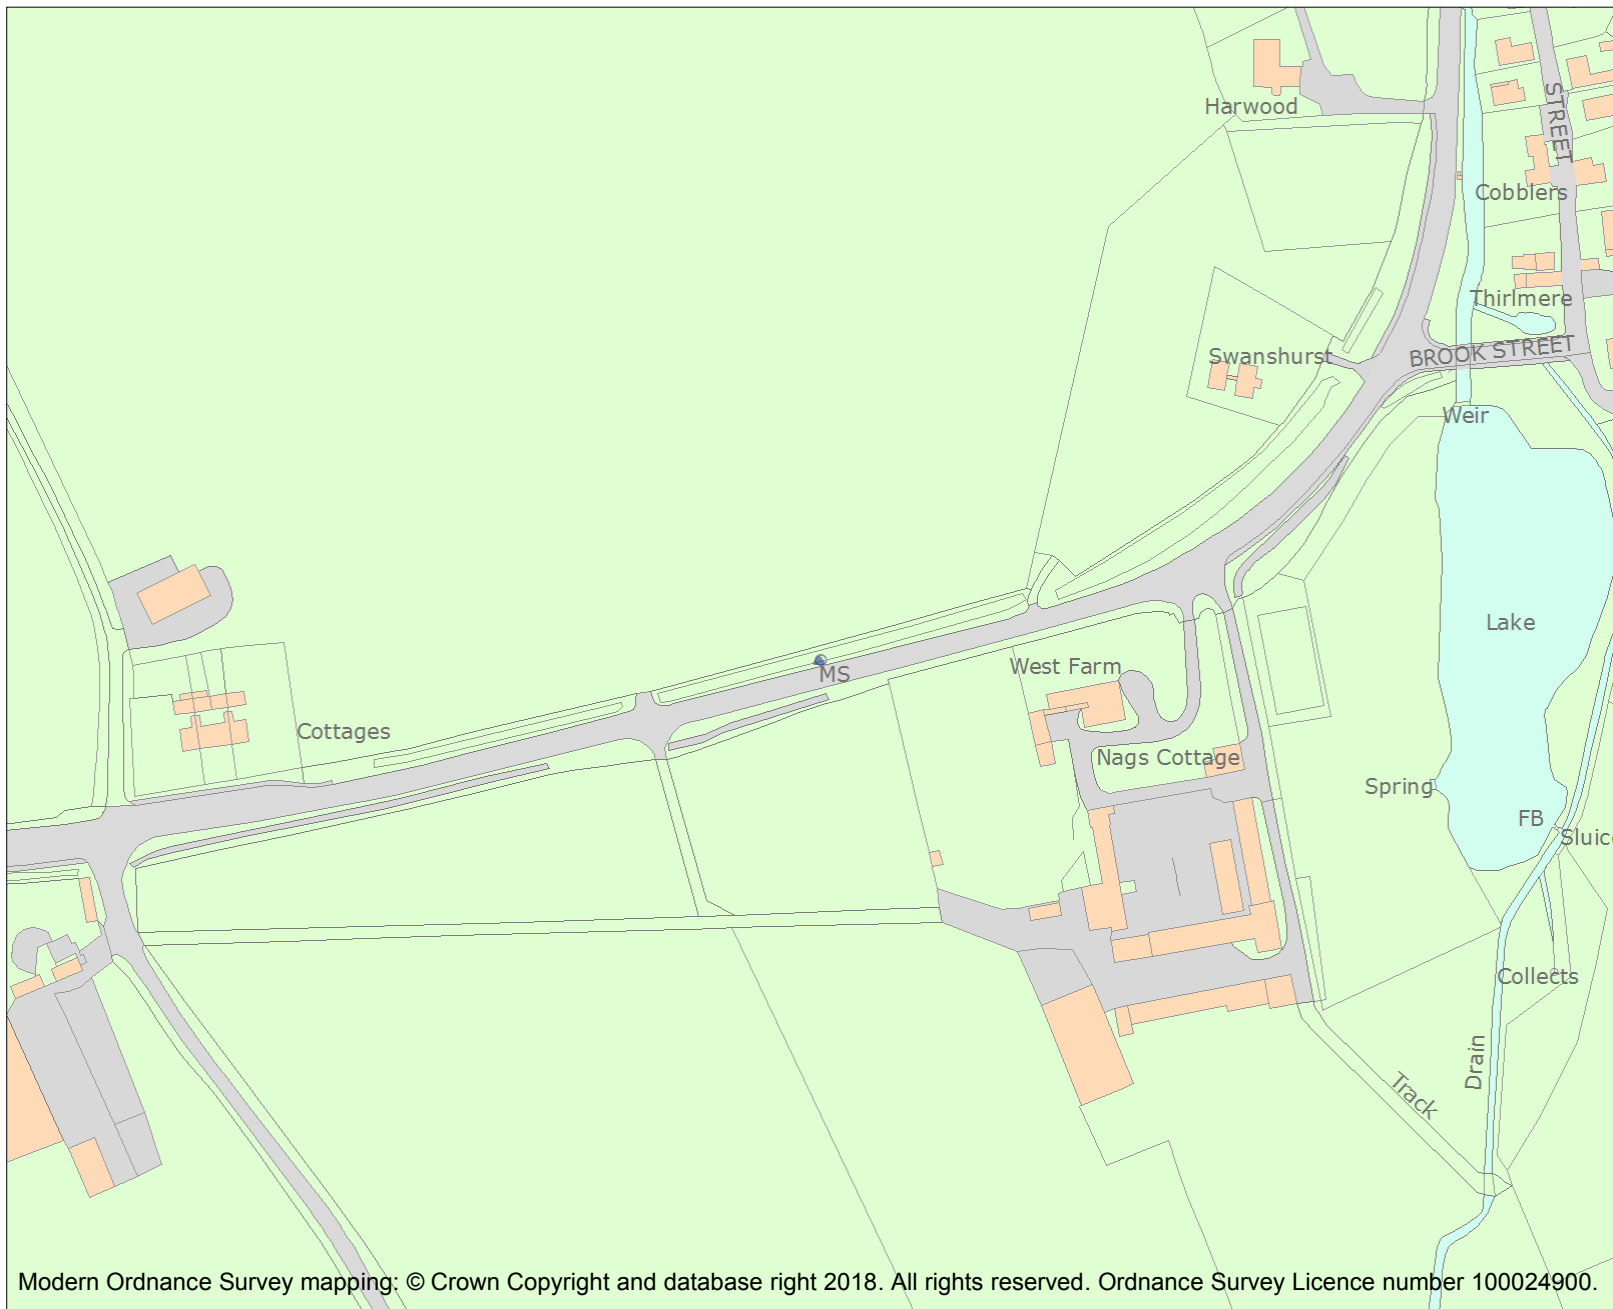 Harwood
STREET
Cobblers
Thirlmere
BROOK STREET
Swanshurst
Weir
Lake
MS
West Farm
Cottages
Nags Cottage
Spring
FB
Collects
Drain
Track
Modern Ordnance Survey mapping: © Crown Copyright and database right 2018. All rights reserved. Ordnance Survey Licence number 100024900.